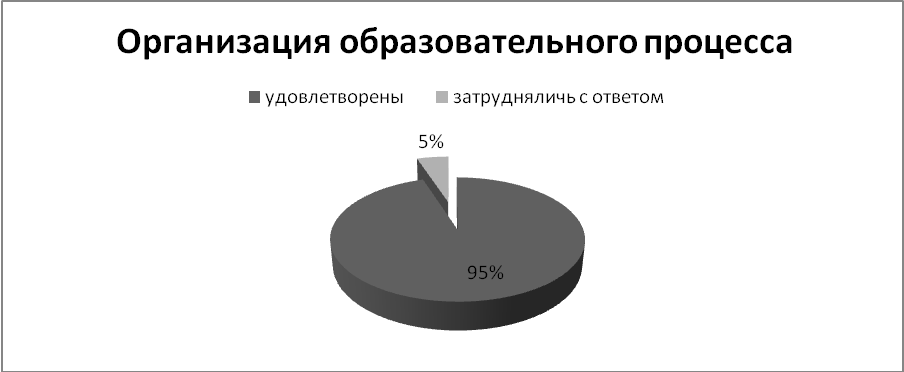 Организация образовательного процесса
удовлетворены затрудняличь с ответом
5%
95%